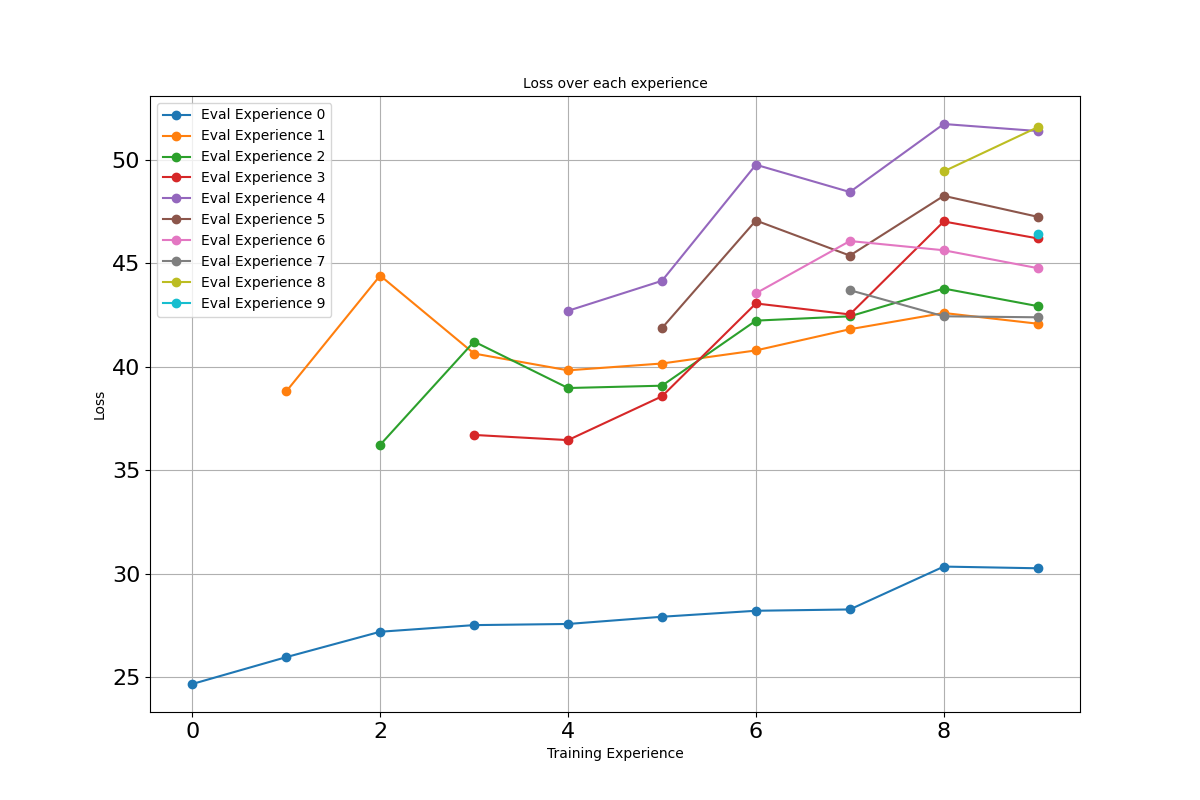 Loss over each experience
Eval Experience 0
Eval Experience 1
Eval Experience 2
Eval Experience 3
Eval Experience 4
Eval Experience 5
Eval Experience 6
Eval Experience 7
Eval Experience 8
Eval Experience 9
50
45
40
35
30
25
Loss
0 2 4 6 8
Training Experience